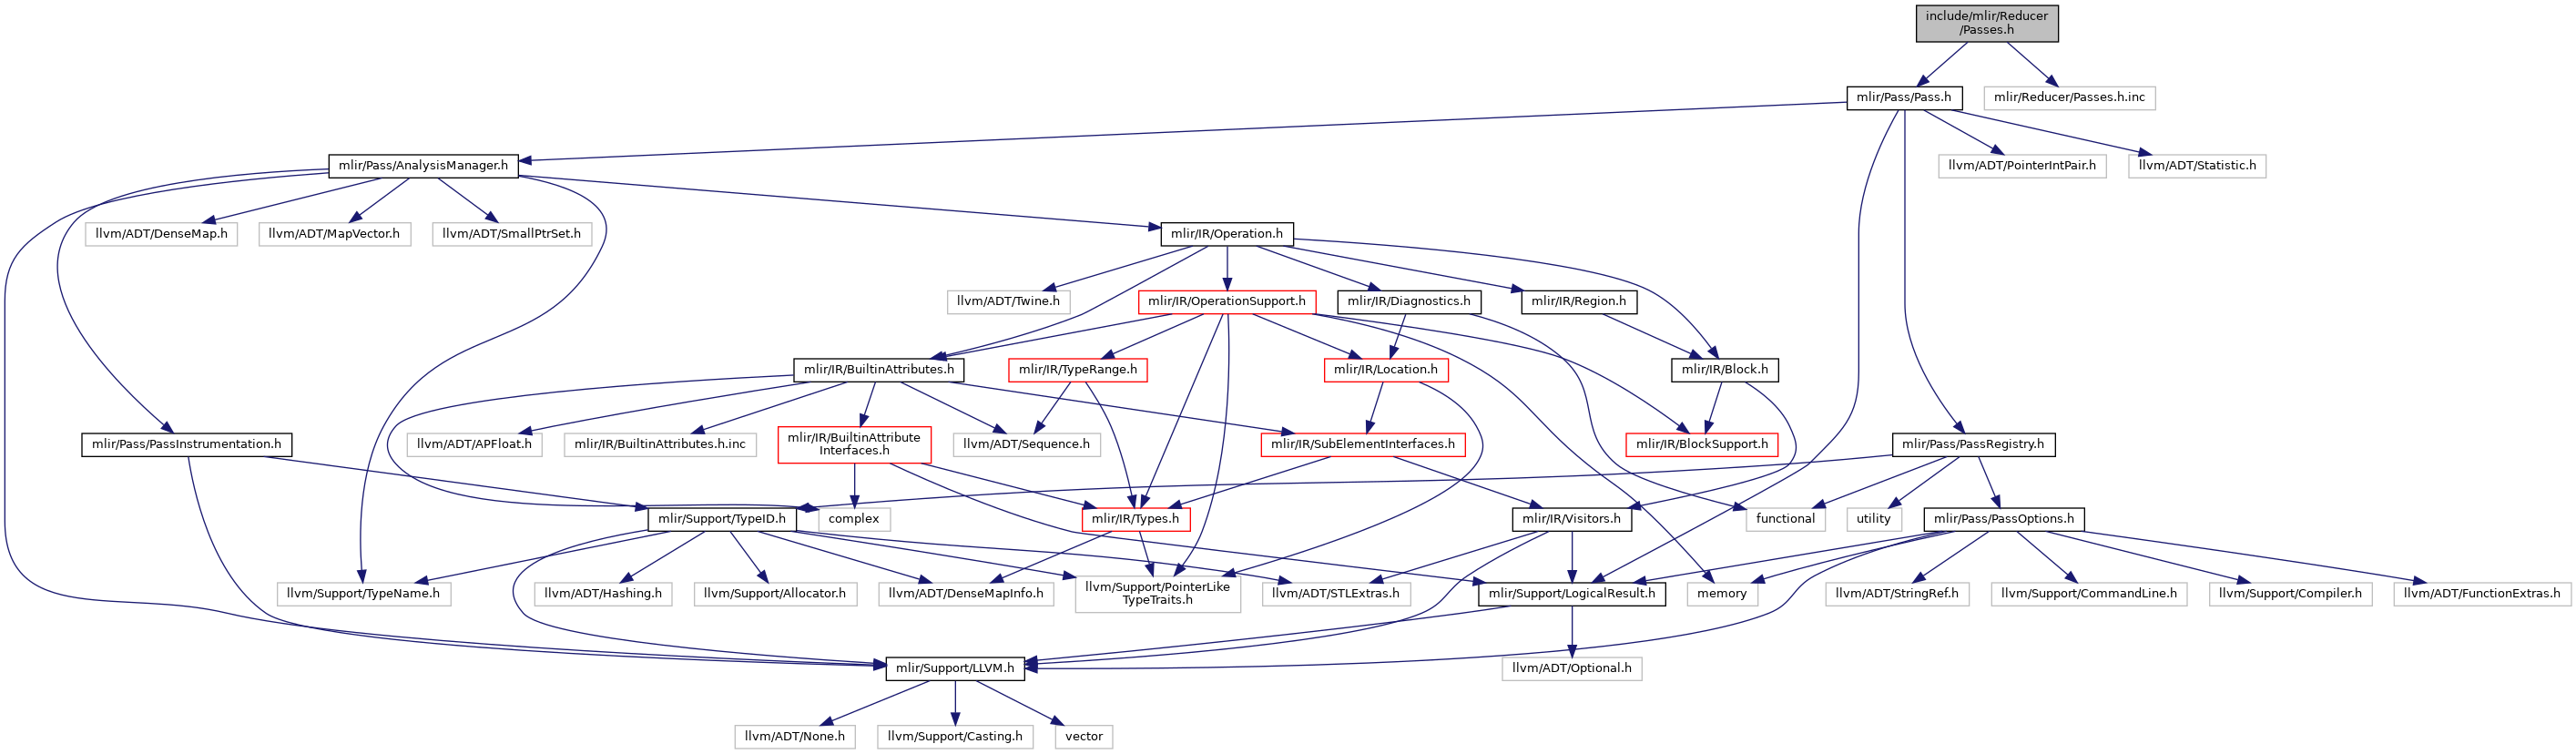 include/mlir/Reducer
/Passes.h
mlir/Pass/Pass.h
mlir/Reducer/Passes.h.inc
mlir/Pass/AnalysisManager.h
llvm/ADT/PointerIntPair.h
llvm/ADT/Statistic.h
llvm/ADT/DenseMap.h
llvm/ADT/MapVector.h
llvm/ADT/SmallPtrSet.h
mlir/IR/Operation.h
llvm/ADT/Twine.h
mlir/IR/OperationSupport.h
mlir/IR/Diagnostics.h
mlir/IR/Region.h
mlir/IR/BuiltinAttributes.h
mlir/IR/TypeRange.h
mlir/IR/Location.h
mlir/IR/Block.h
mlir/Pass/PassInstrumentation.h
llvm/ADT/APFloat.h
mlir/IR/BuiltinAttributes.h.inc
mlir/IR/BuiltinAttribute
Interfaces.h
llvm/ADT/Sequence.h
mlir/IR/SubElementInterfaces.h
mlir/IR/BlockSupport.h
mlir/Pass/PassRegistry.h
mlir/Support/TypeID.h
complex
mlir/IR/Types.h
mlir/IR/Visitors.h
functional
utility
mlir/Pass/PassOptions.h
llvm/Support/TypeName.h
llvm/ADT/Hashing.h
llvm/Support/Allocator.h
llvm/ADT/DenseMapInfo.h
llvm/Support/PointerLike
TypeTraits.h
llvm/ADT/STLExtras.h
mlir/Support/LogicalResult.h
memory
llvm/ADT/StringRef.h
llvm/Support/CommandLine.h
llvm/Support/Compiler.h
llvm/ADT/FunctionExtras.h
mlir/Support/LLVM.h
llvm/ADT/Optional.h
llvm/ADT/None.h
llvm/Support/Casting.h
vector